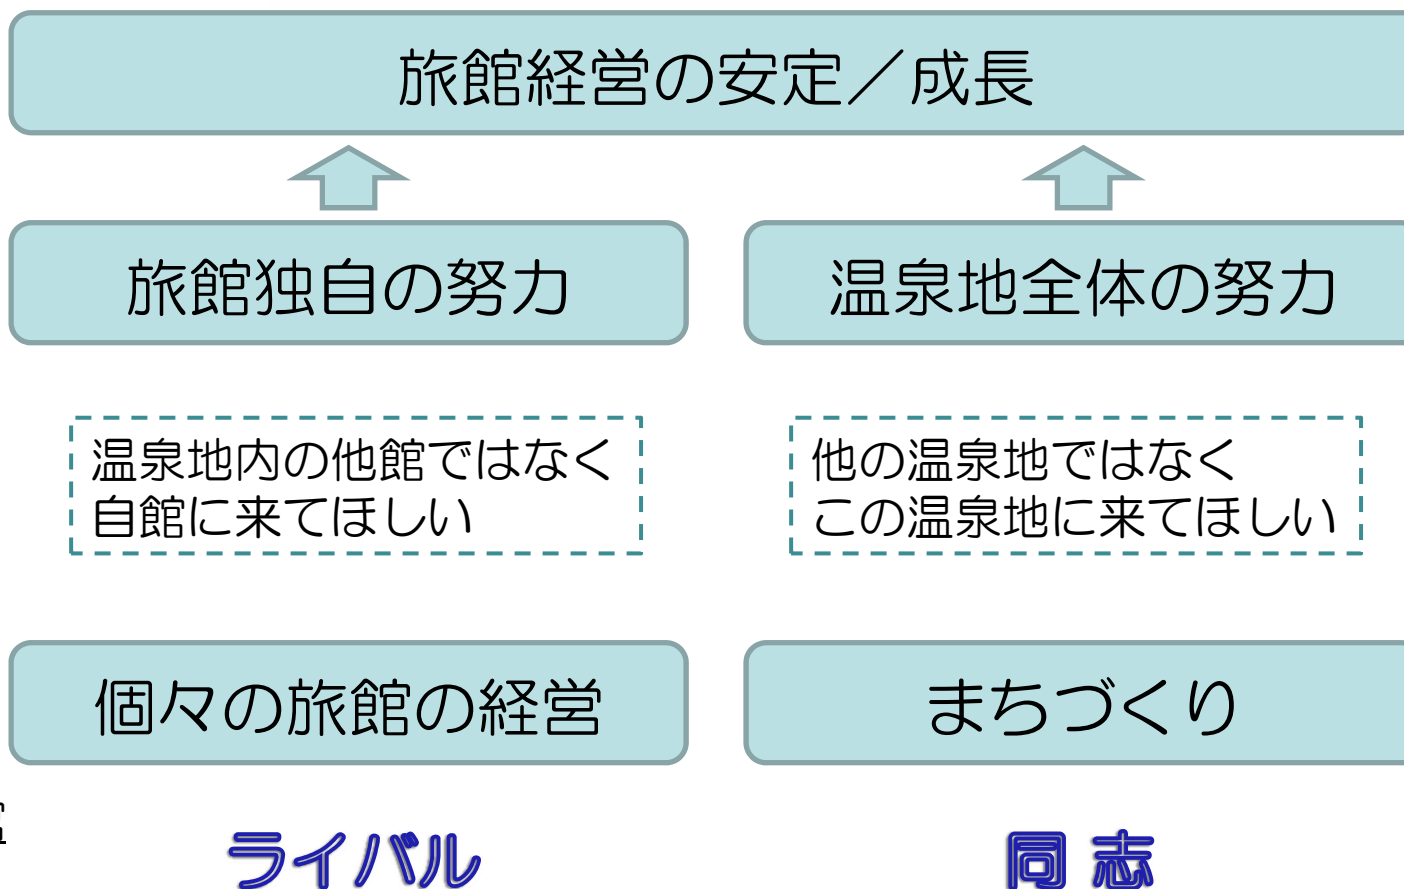 旅館経営の安定／成長
旅館独自の努力
温泉地全体の努力
温泉地内の他館ではなく
自館に来てほしい
他の温泉地ではなく
この温泉地に来てほしい
個々の旅館の経営
まちづくり
ライバル
同志